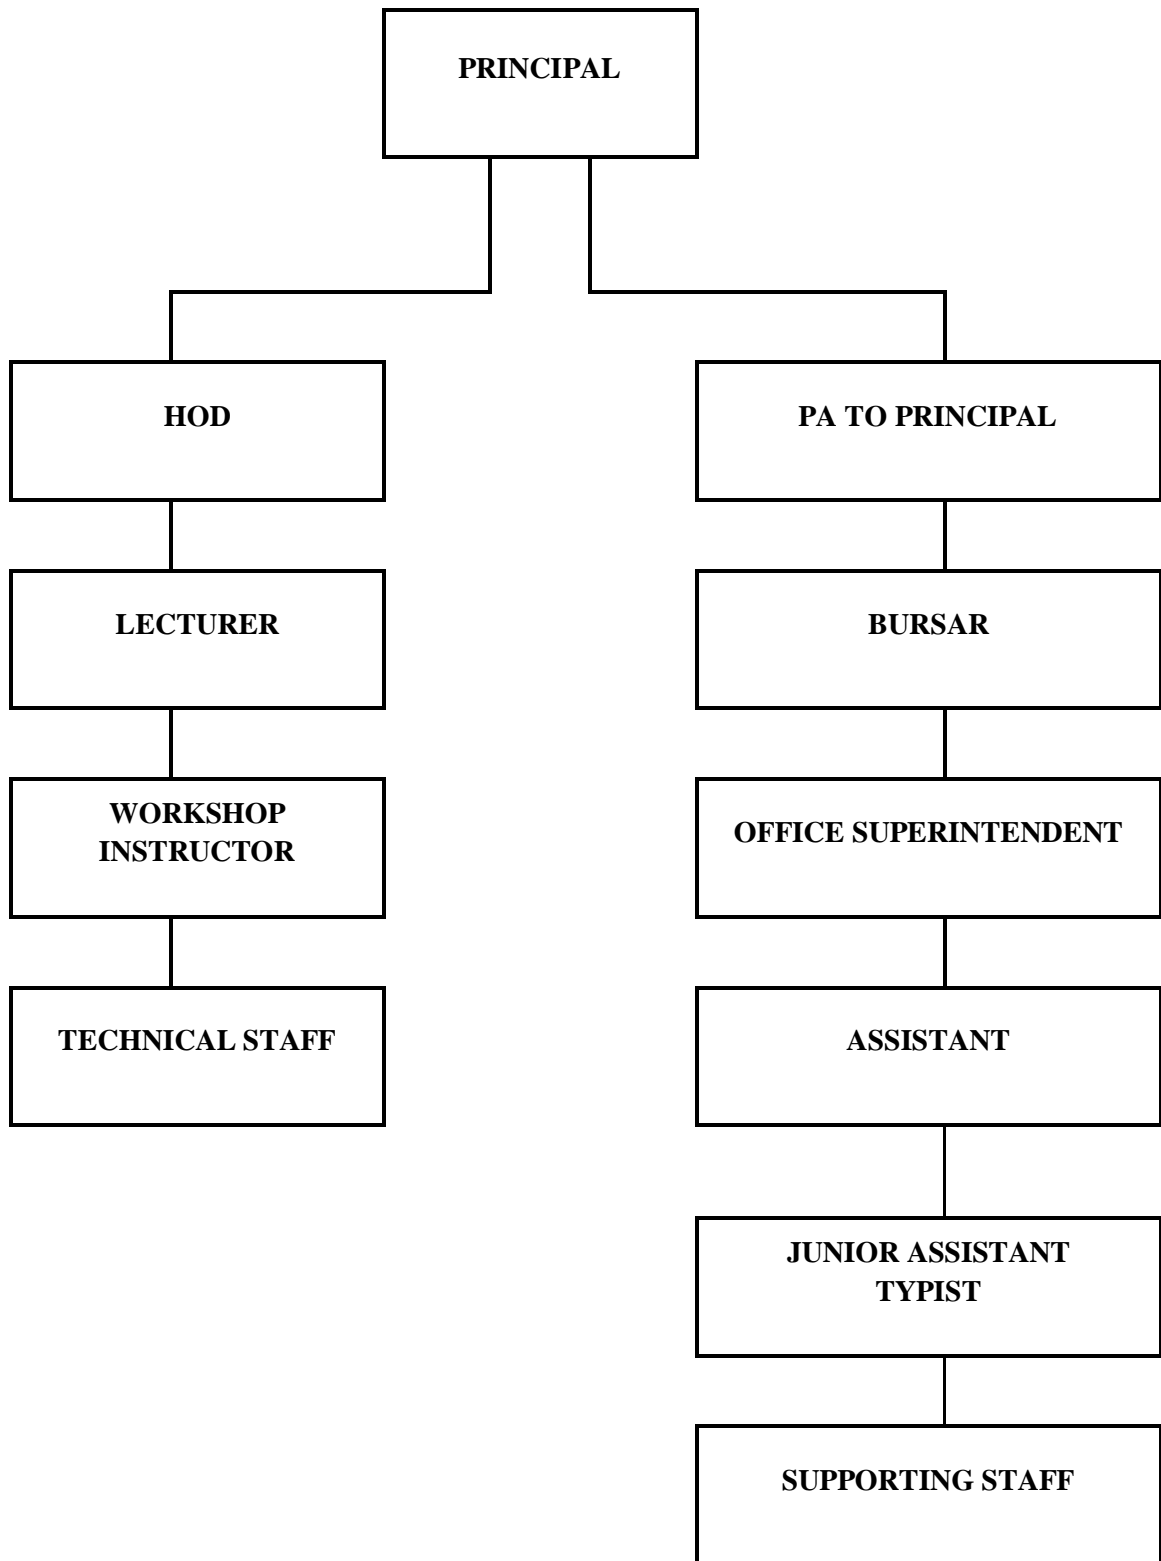 PRINCIPAL
HOD
PA TO PRINCIPAL
LECTURER
BURSAR
WORKSHOP
INSTRUCTOR
OFFICE SUPERINTENDENT
TECHNICAL STAFF
ASSISTANT
JUNIOR ASSISTANT
TYPIST
SUPPORTING STAFF